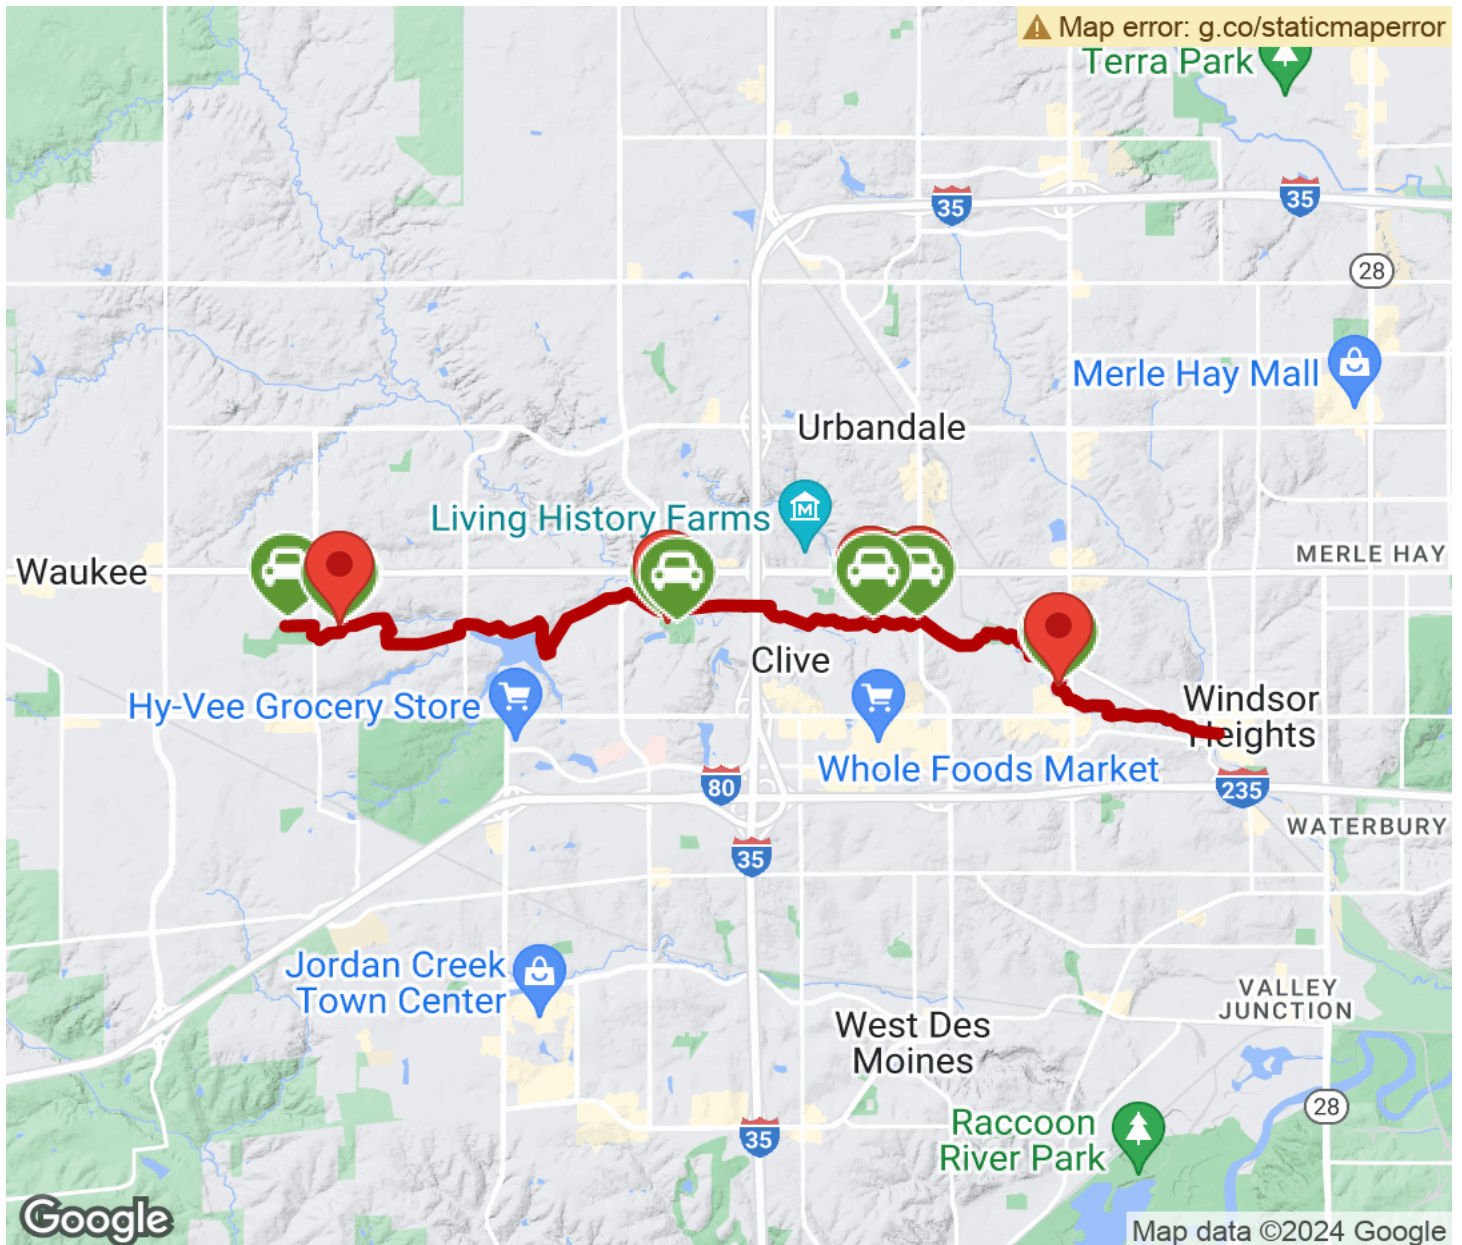 Map error: g.co/staticmaperror
Terra Park
35
35
28
Merle Hay Mall
Urbandale
Living History Farms
M
MERLE HAY
Waukee
Clive
Hy-Vee Grocery Store
Windsor
Heights
Whole Foods Market
80
235
WATERBURY
35
Jordan Creek
Town Center
VALLEY
JUNCTION
West Des
Moines
28
Raccoon
River Park
35
Google
Map data ©2024 Google